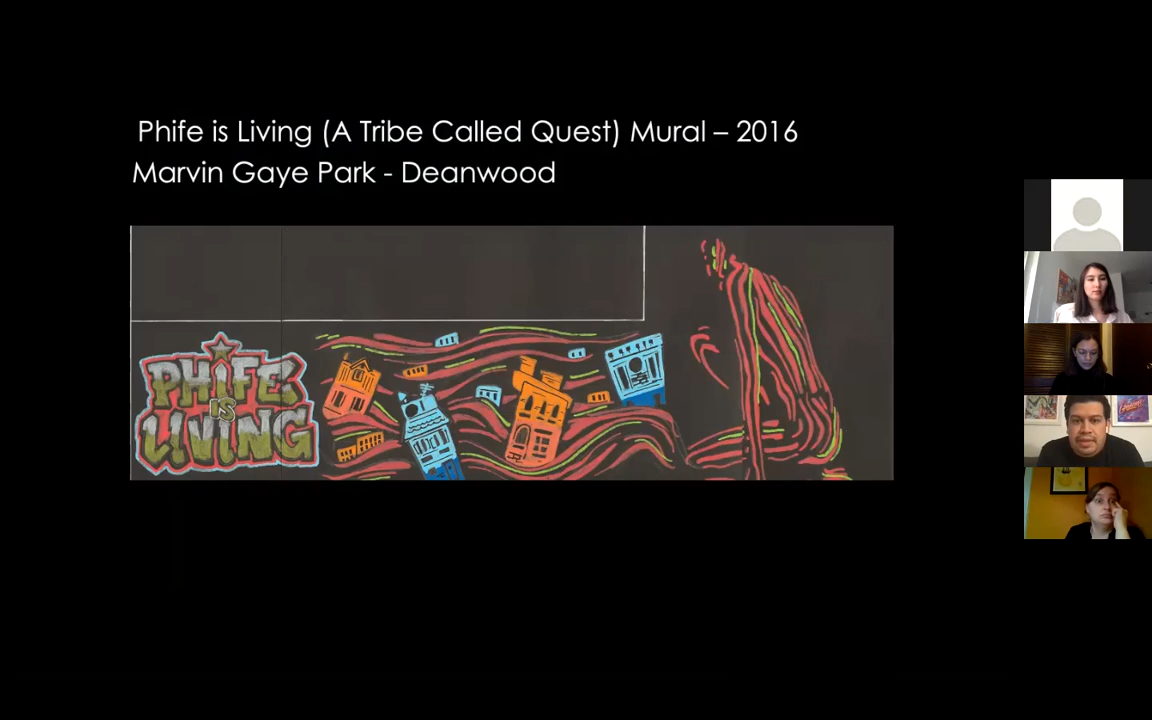 Phife is Living (A Tribe Called Quest) Mural – 2016
Marvin Gaye Park - Deanwood
PHIFE
IS
LIVING